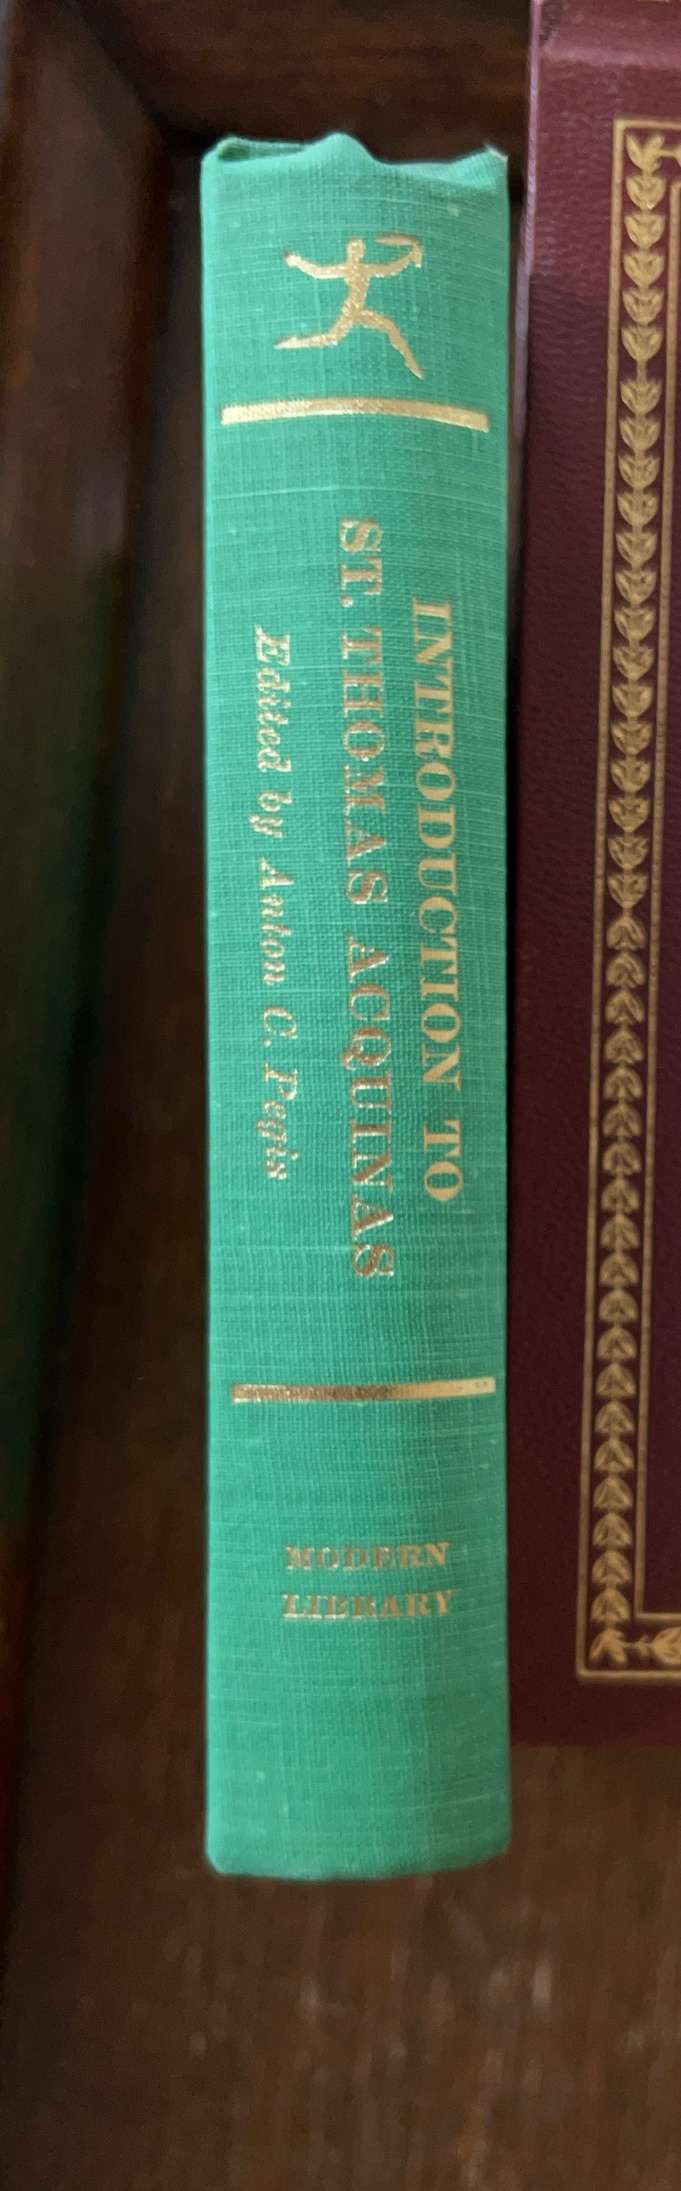 INTRODUCTION TO
ST. THOMAS ACQUINAS
Edited by Anton C. Pegis
MODERN
LIBRARY